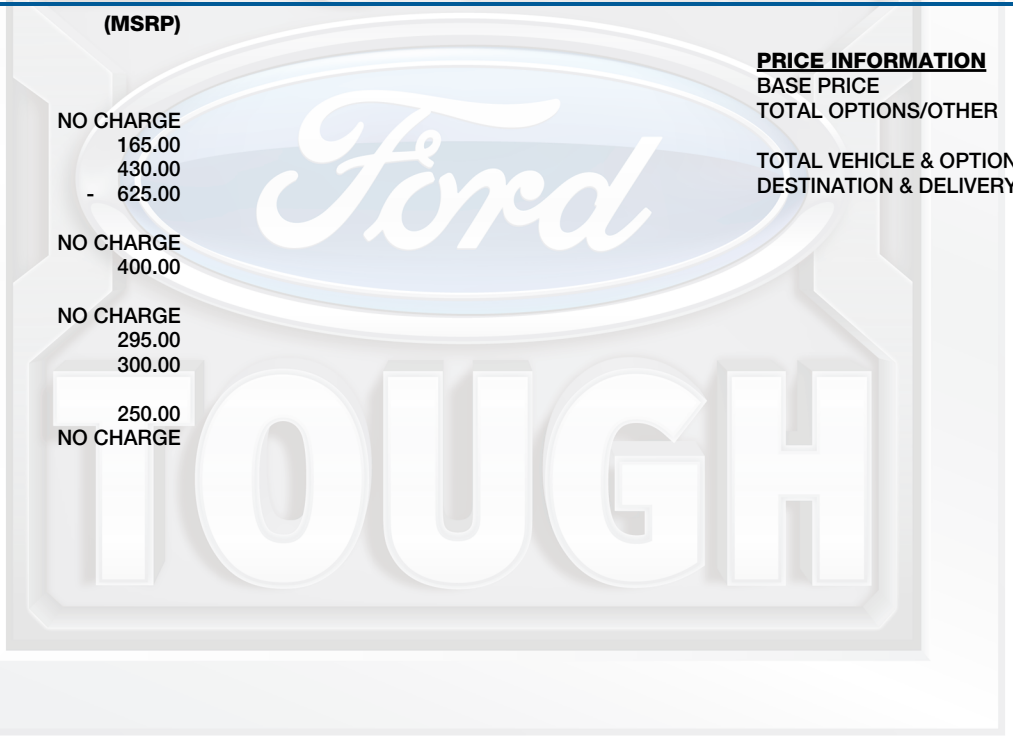 (MSRP)
NO CHARGE
165.00
430.00
- 625.00
NO CHARGE
400.00
NO CHARGE
295.00
300.00
250.00
NO CHARGE
PRICE INFORMATION
BASE PRICE
TOTAL OPTIONS/OTHER
TOTAL VEHICLE & OPTION
DESTINATION & DELIVERY
Ford
TOUGH